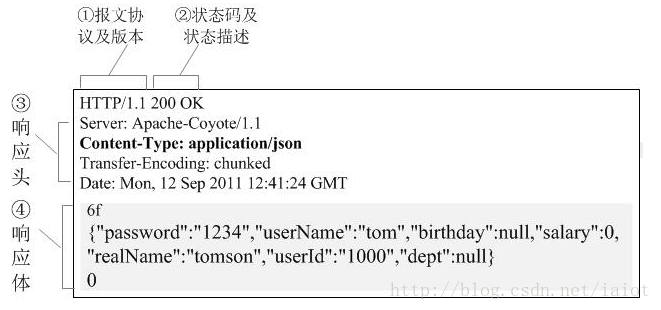 ①报文协
议及版本
②状态码及
状态描述
③
响
应
头
HTTP/1.1 200 OK
Server: Apache-Coyote/1.1
Content-Type: application/json
Transfer-Encoding: chunked
Date: Mon, 12 Sep 2011 12:41:24 GMT
④
响
应
体
6f
{"password":"1234","userName":"tom","birthday":null,"salary":0,
"realName":"tomson","userId":"1000","dept":null}
0
http://blog.csdn.net/iaiot